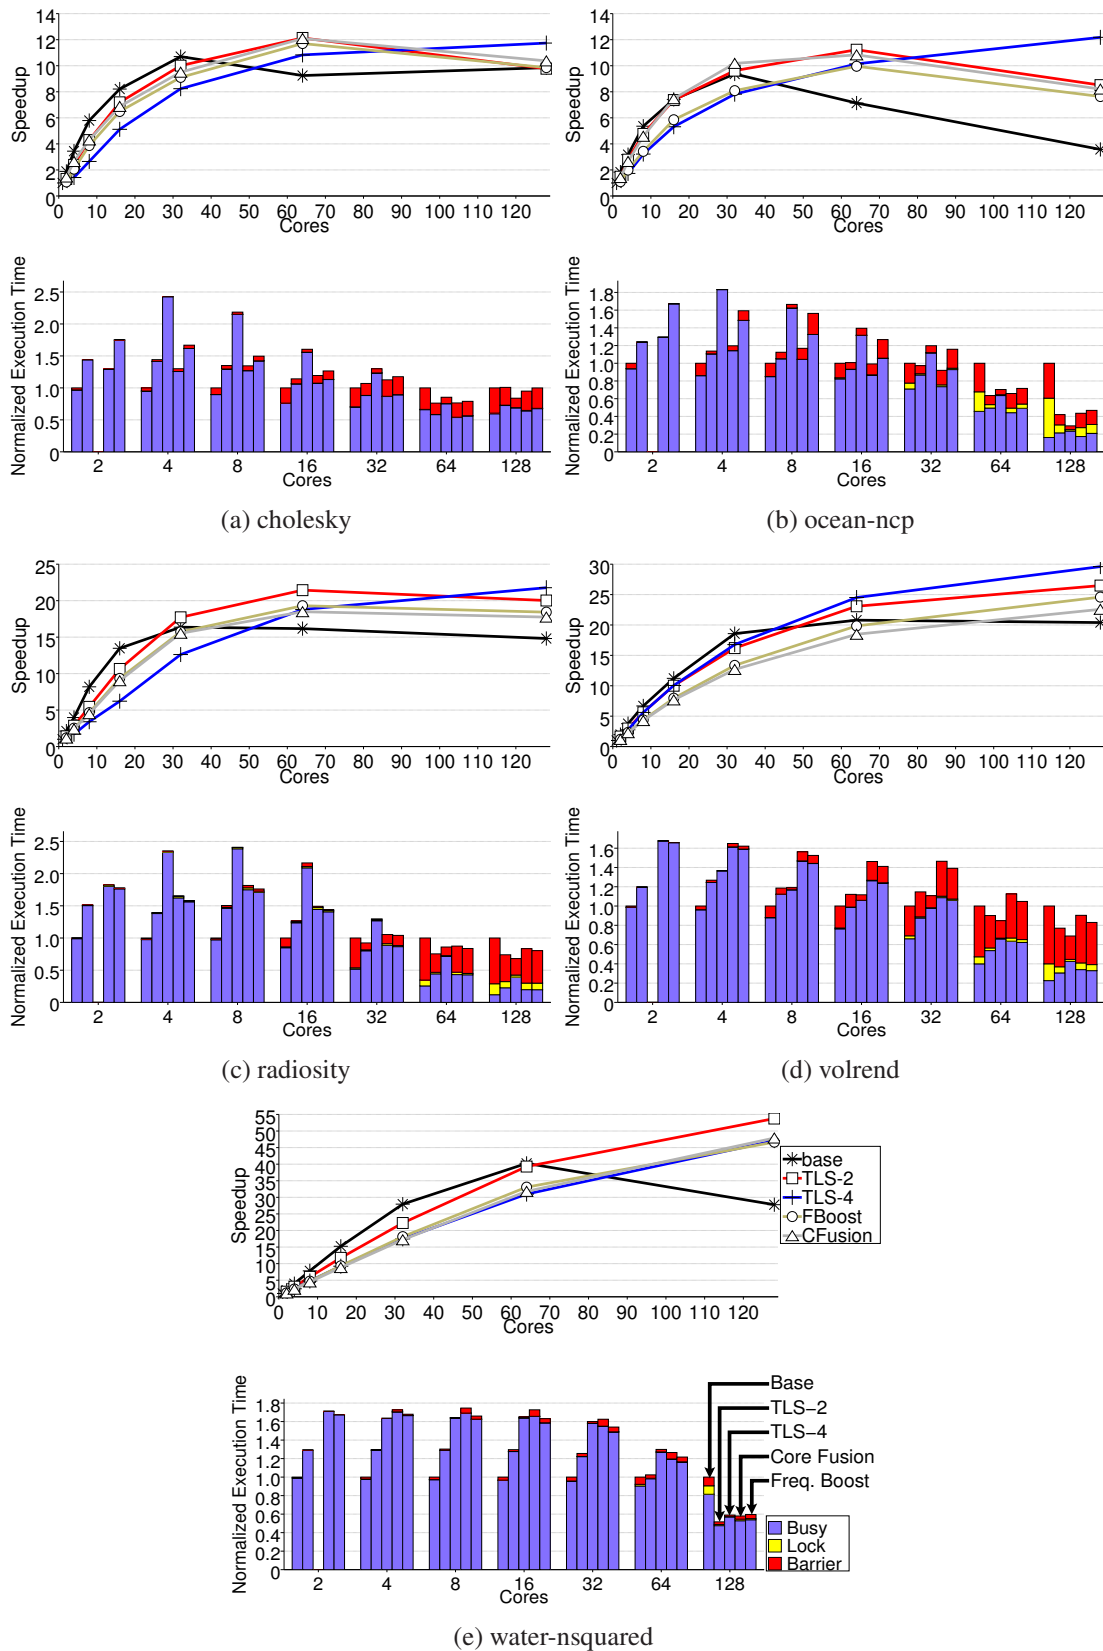 14
12
10
8
6
4
2
0
Speedup
0 10 20 30 40 50 60 70 80 90 100 110 120
Cores
2.5
2.0
1.5
1.0
0.5
0
Normalized Execution Time
2 4 8 16 32 64 128
Cores
(a) cholesky
14
12
10
8
6
4
2
0
Speedup
0 10 20 30 40 50 60 70 80 90 100 110 120
Cores
1.8
1.6
1.4
1.2
1.0
0.8
0.6
0.4
0.2
0
Normalized Execution Time
2 4 8 16 32 64 128
Cores
(b) ocean-ncp
25
20
15
10
5
0
Speedup
0 10 20 30 40 50 60 70 80 90 100 110 120
Cores
2.5
2.0
1.5
1.0
0.5
0
Normalized Execution Time
2 4 8 16 32 64 128
Cores
(c) radiosity
30
25
20
15
10
5
0
Speedup
0 10 20 30 40 50 60 70 80 90 100 110 120
Cores
1.6
1.4
1.2
1.0
0.8
0.6
0.4
0.2
0
Normalized Execution Time
2 4 8 16 32 64 128
Cores
(d) volrend
55
50
45
40
35
30
25
20
15
10
5
0
Speedup
0 10 20 30 40 50 60 70 80 90 100 110 120
Cores
base
TLS-2
TLS-4
FBoost
CFusion
1.8
1.6
1.4
1.2
1.0
0.8
0.6
0.4
0.2
0
Normalized Execution Time
2 4 8 16 32 64 128
Cores
Base
TLS-2
TLS-4
Core Fusion
Freq. Boost
Busy
Lock
Barrier
(e) water-nsquared